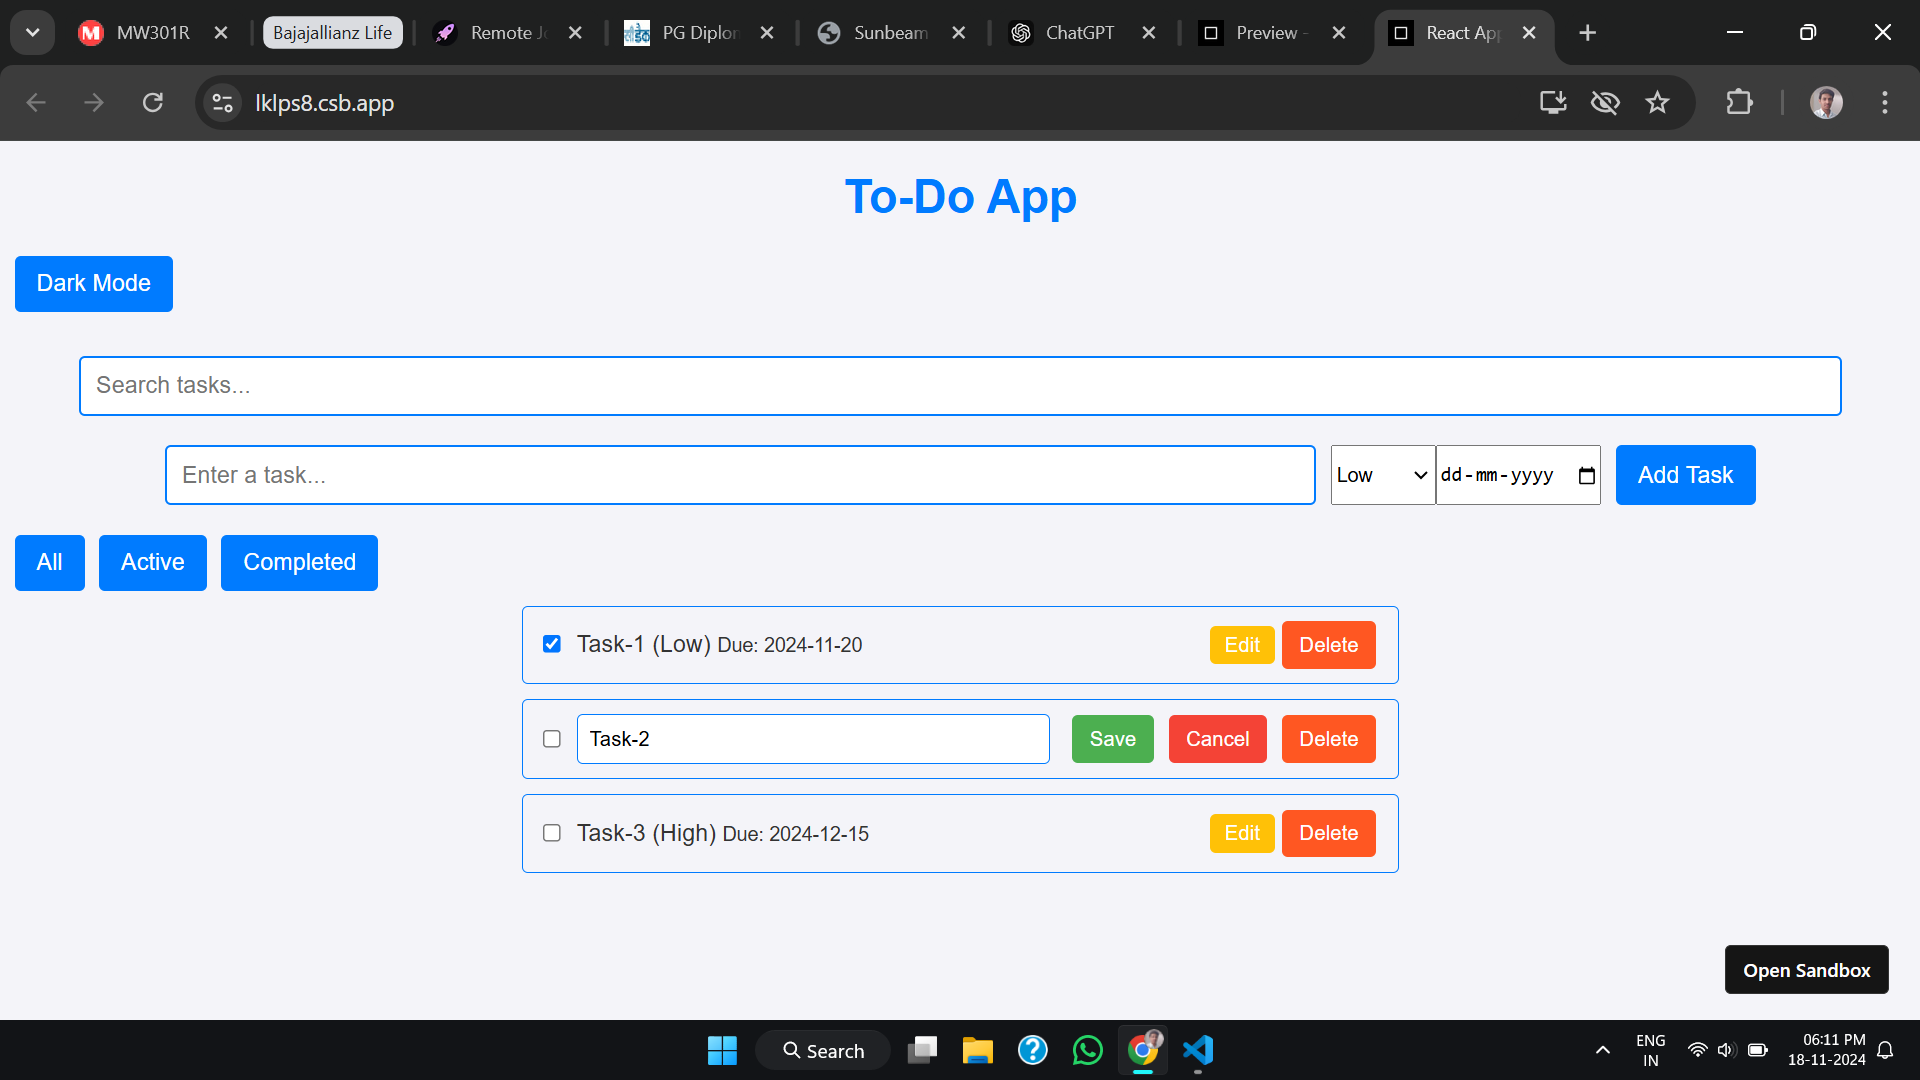 MW301R
Bajajallianz Life
Remote Jo
PG Diplom
Sunbeam
ChatGPT
Preview -
React App
lklps8.csb.app
To-Do App
Dark Mode
Search tasks...
Enter a task...
Low
dd-mm-yyyy
Add Task
All
Active
Completed
Task-1 (Low) Due: 2024-11-20
Edit
Delete
Task-2
Save
Cancel
Delete
Task-3 (High) Due: 2024-12-15
Edit
Delete
Open Sandbox
Search
ENG
IN
06:11 PM
18-11-2024